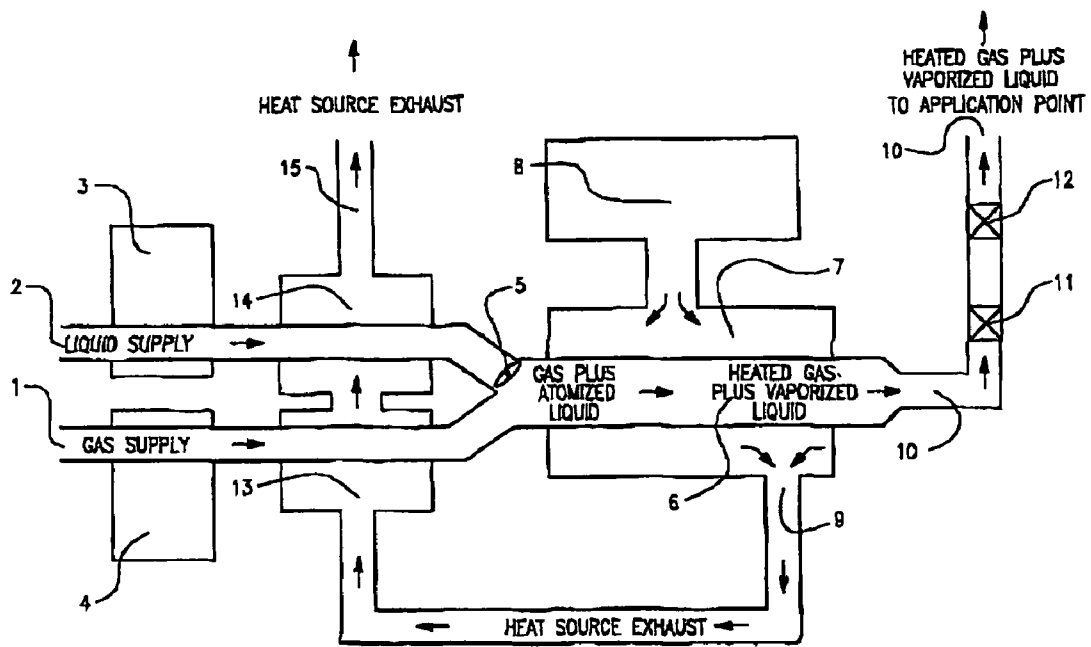 HEATED GAS PLUS
VAPORIZED LIQUID
TO APPLICATION POINT
HEAT SOURCE EXHAUST
10
15
8
12
3
7
2
14
5
11
LIQUID SUPPLY
GAS PLUS
ATOMIZED
LIQUID
HEATED GAS-
PLUS VAPORIZED
LIQUID
1
GAS SUPPLY
10
13
6
9
4
HEAT SOURCE EXHAUST